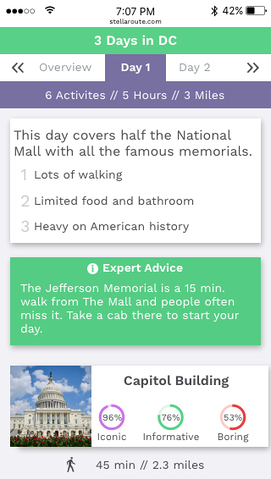 7:07 PM
42%
stellaroute.com
3 Days in DC
« Overview Day 1 Day 2 »
6 Activites // 5 Hours // 3 Miles
This day covers half the National
Mall with all the famous memorials.
1 Lots of walking
2 Limited food and bathroom
3 Heavy on American history
Expert Advice
The Jefferson Memorial is a 15 min.
walk from The Mall and people often
miss it. Take a cab there to start your
day.
Capitol Building
96% 76% 53%
Iconic Informative Boring
45 min // 2.3 miles